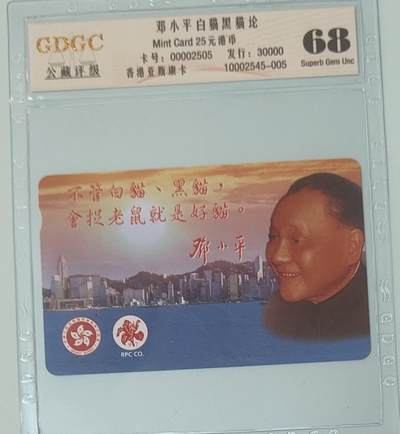 邓小平白猫黑猫论
GDGC
Mint Card 25元港币
68
卡号：00002505 发行：30000
公藏评级
香港亚斯康卡 10002545-005
Superb Gem Unc
不管白貓、黑貓，
會捉老鼠就是好貓。
鄧小平
RPC CO.